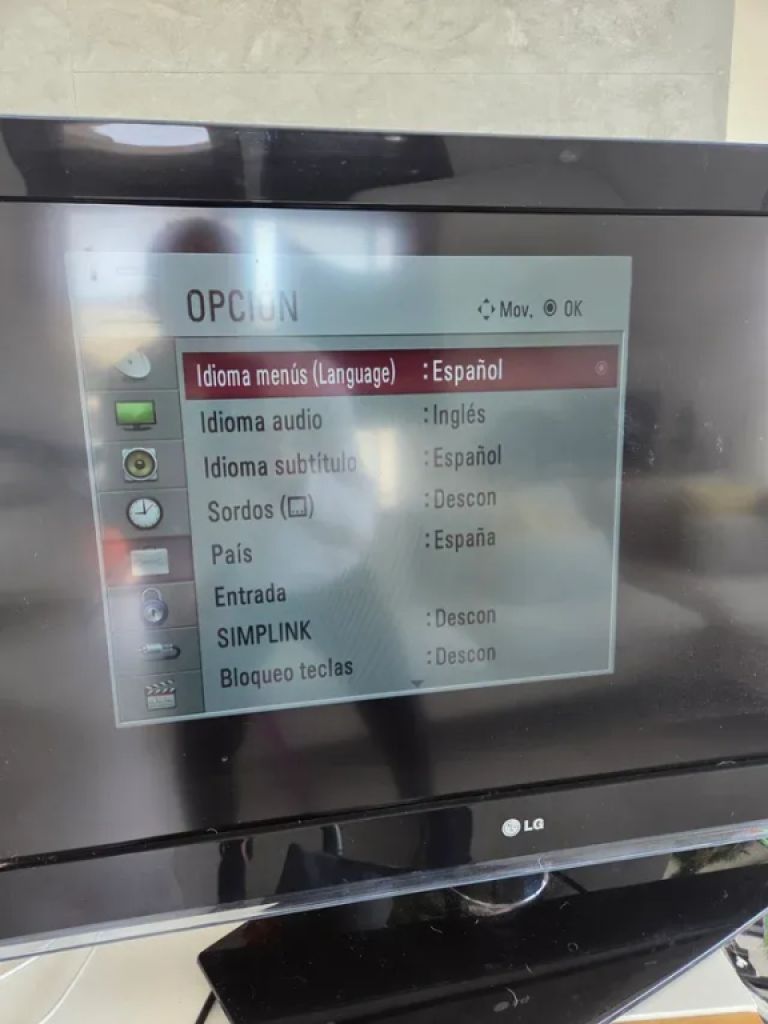 OPCIÓN
Mov. OK
Idioma menús (Language) : Español
Idioma audio : Inglés
Idioma subtítulo : Español
Sordos ( ) : Descon
País : España
Entrada
SIMPLINK : Descon
Bloqueo teclas : Descon
LG